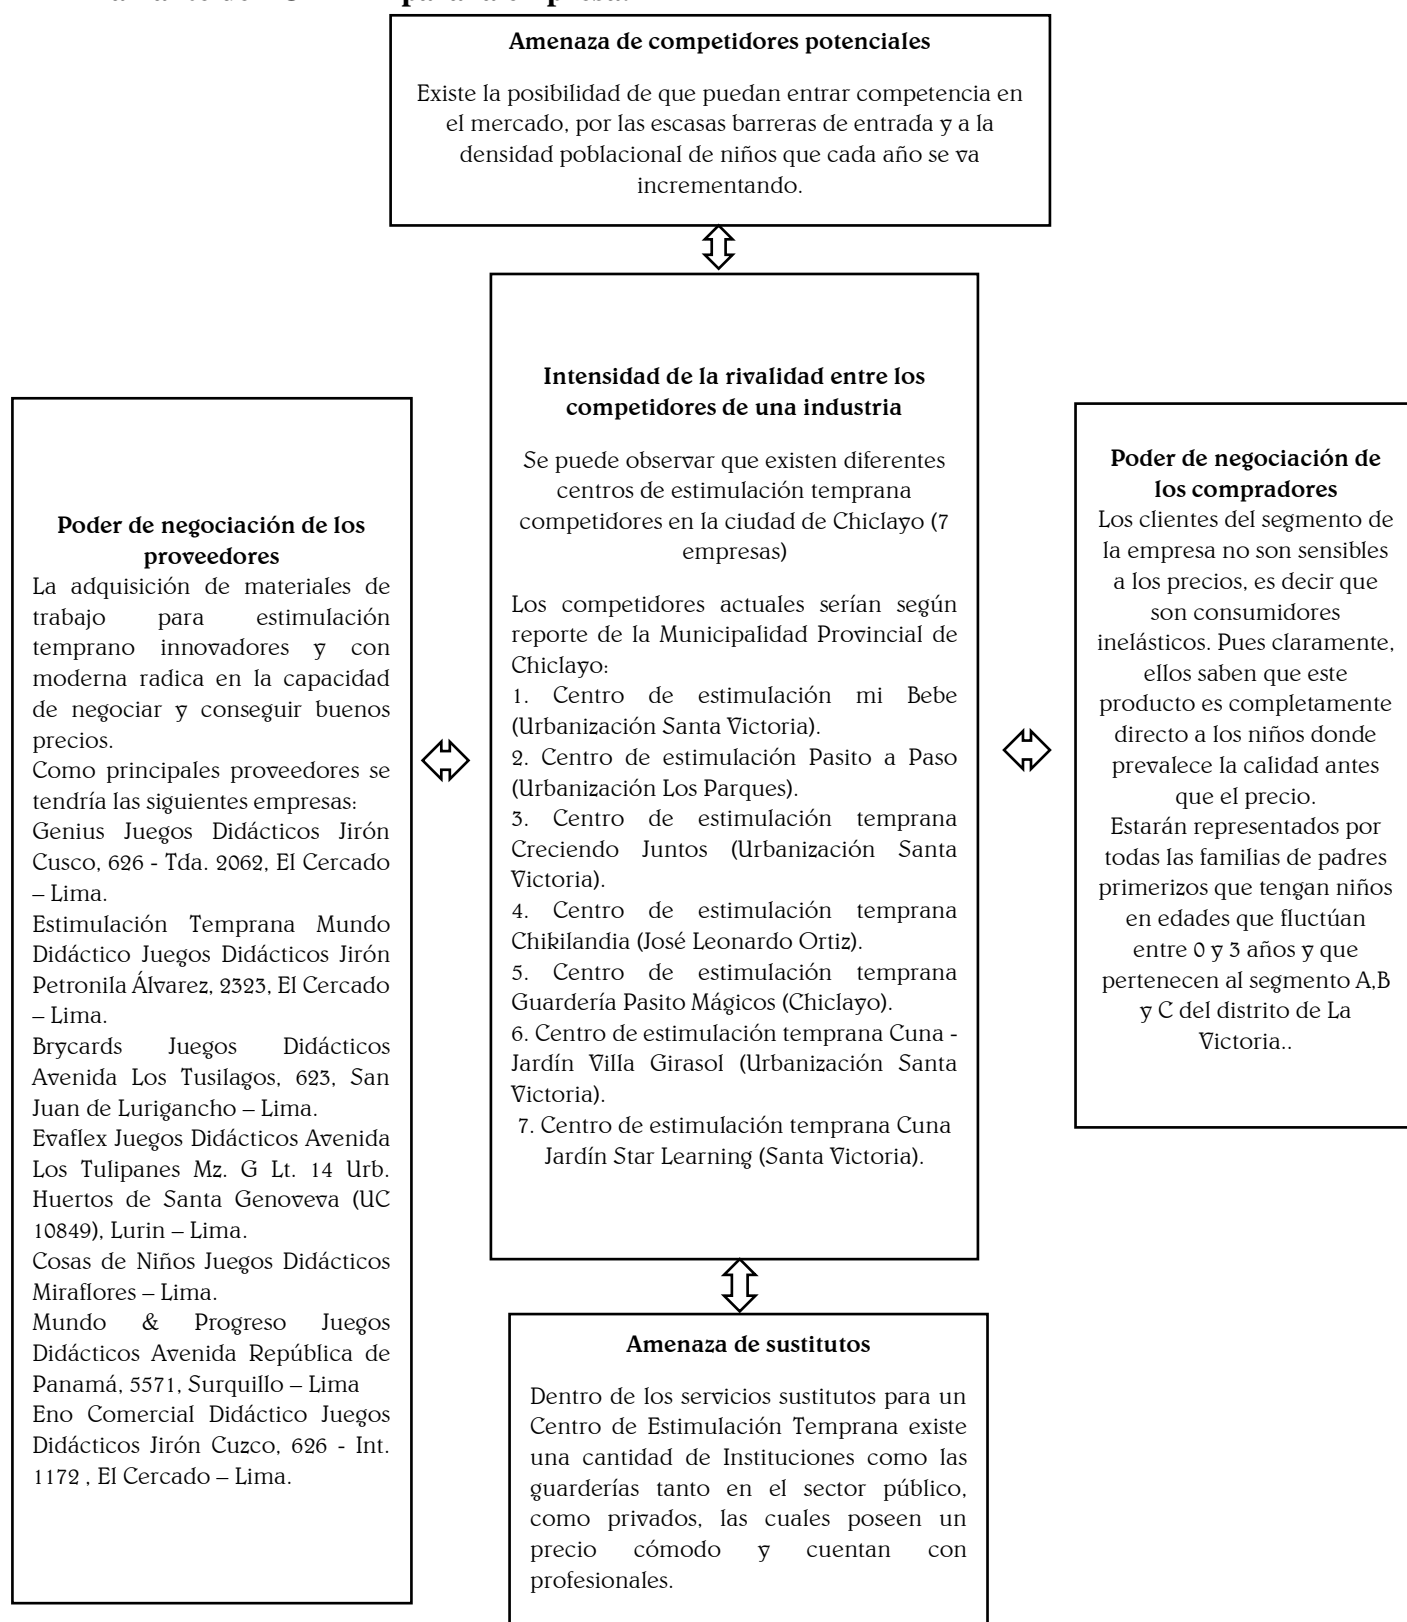 Amenaza de competidores potenciales
Existe la posibilidad de que puedan entrar competencia en
el mercado, por las escasas barreras de entrada y a la
densidad poblacional de niños que cada año se va
incrementando.
Poder de negociación de los
proveedores
La adquisición de materiales de
trabajo para estimulación
temprano innovadores y con
moderna radica en la capacidad
de negociar y conseguir buenos
precios.
Como principales proveedores se
tendría las siguientes empresas:
Genius Juegos Didácticos Jirón
Cusco, 626 - Tda. 2062, El Cercado
– Lima.
Estimulación Temprana Mundo
Didáctico Juegos Didácticos Jirón
Petronila Álvarez, 2323, El Cercado
– Lima.
Brycards Juegos Didácticos
Avenida Los Tusilagos, 623, San
Juan de Lurigancho – Lima.
Evaflex Juegos Didácticos Avenida
Los Tulipanes Mz. G Lt. 14 Urb.
Huertos de Santa Genoveva (UC
10849), Lurin – Lima.
Cosas de Niños Juegos Didácticos
Miraflores – Lima.
Mundo & Progreso Juegos
Didácticos Avenida República de
Panamá, 5571, Surquillo – Lima
Eno Comercial Didáctico Juegos
Didácticos Jirón Cuzco, 626 - Int.
1172 , El Cercado – Lima.
Intensidad de la rivalidad entre los
competidores de una industria
Se puede observar que existen diferentes
centros de estimulación temprana
competidores en la ciudad de Chiclayo (7
empresas)
Los competidores actuales serían según
reporte de la Municipalidad Provincial de
Chiclayo:
1. Centro de estimulación mi Bebe
(Urbanización Santa Victoria).
2. Centro de estimulación Pasito a Paso
(Urbanización Los Parques).
3. Centro de estimulación temprana
Creciendo Juntos (Urbanización Santa
Victoria).
4. Centro de estimulación temprana
Chikilandia (José Leonardo Ortiz).
5. Centro de estimulación temprana
Guardería Pasito Mágicos (Chiclayo).
6. Centro de estimulación temprana Cuna -
Jardín Villa Girasol (Urbanización Santa
Victoria).
7. Centro de estimulación temprana Cuna
Jardín Star Learning (Santa Victoria).
Poder de negociación de
los compradores
Los clientes del segmento de
la empresa no son sensibles
a los precios, es decir que
son consumidores
inelásticos. Pues claramente,
ellos saben que este
producto es completamente
directo a los niños donde
prevalece la calidad antes
que el precio.
Estarán representados por
todas las familias de padres
primerizos que tengan niños
en edades que fluctúan
entre 0 y 3 años y que
pertenecen al segmento A,B
y C del distrito de La
Victoria..
Amenaza de sustitutos
Dentro de los servicios sustitutos para un
Centro de Estimulación Temprana existe
una cantidad de Instituciones como las
guarderías tanto en el sector público,
como privados, las cuales poseen un
precio cómodo y cuentan con
profesionales.